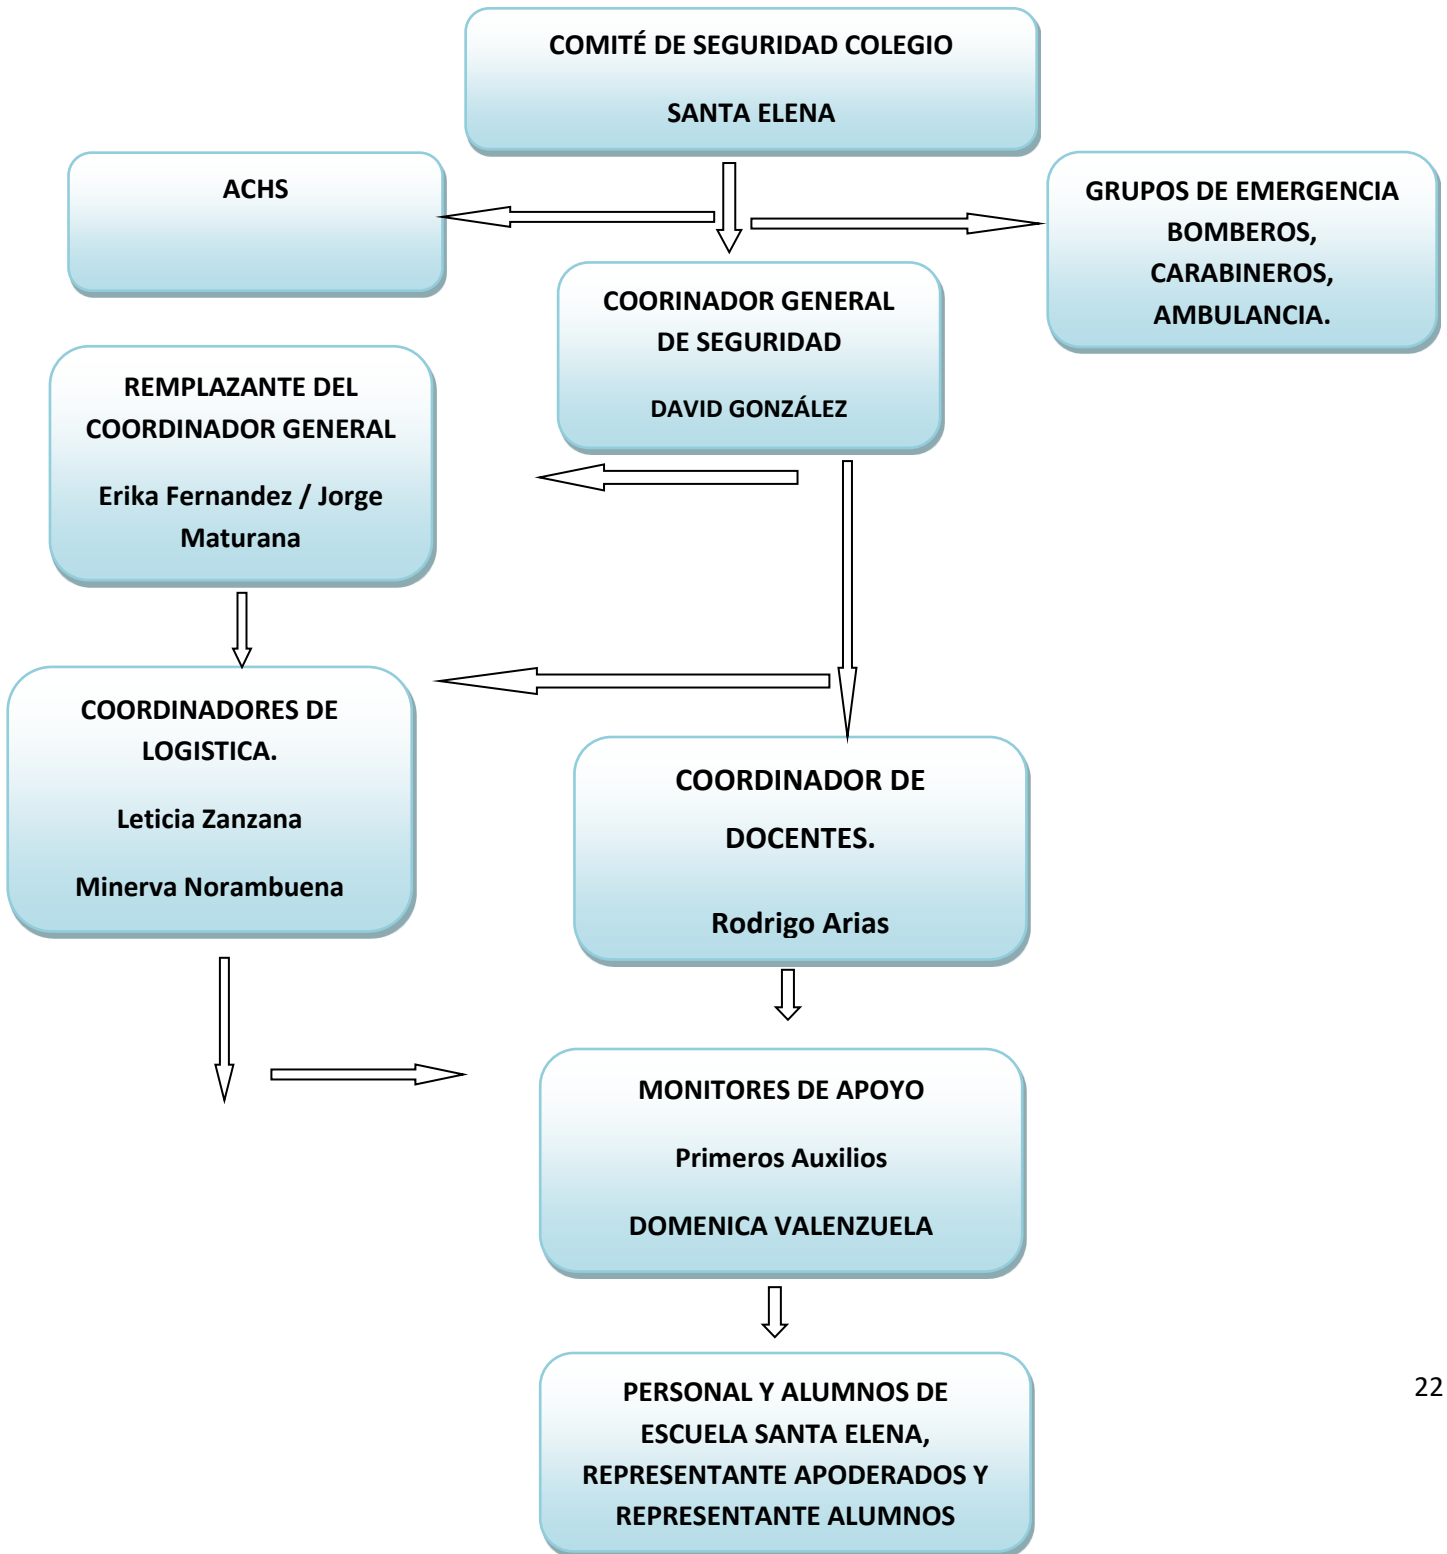 COMITÉ DE SEGURIDAD COLEGIO
SANTA ELENA
ACHS
GRUPOS DE EMERGENCIA
BOMBEROS,
CARABINEROS,
AMBULANCIA.
COORINADOR GENERAL
DE SEGURIDAD
DAVID GONZÁLEZ
REMPLAZANTE DEL
COORDINADOR GENERAL
Erika Fernandez / Jorge
Maturana
COORDINADORES DE
LOGISTICA.
Leticia Zanzana
Minerva Norambuena
COORDINADOR DE
DOCENTES.
Rodrigo Arias
MONITORES DE APOYO
Primeros Auxilios
DOMENICA VALENZUELA
PERSONAL Y ALUMNOS DE
ESCUELA SANTA ELENA,
REPRESENTANTE APODERADOS Y
REPRESENTANTE ALUMNOS
22